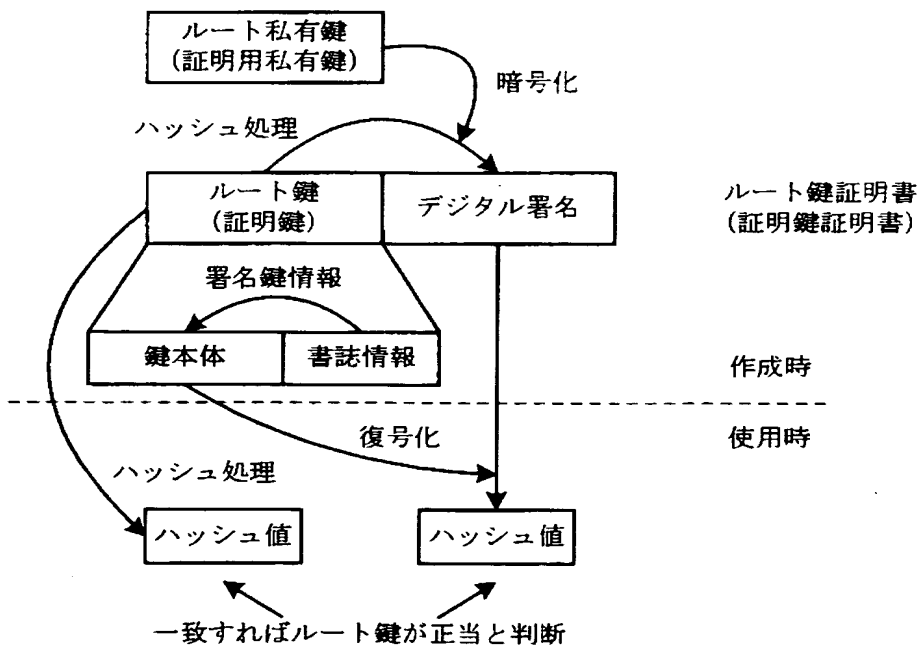 ルート私有鍵
(証明用私有鍵)
暗号化
ハッシュ処理
ルート鍵
(証明鍵)
デジタル署名
ルート鍵証明書
(証明鍵証明書)
署名鍵情報
鍵本体
書誌情報
作成時
復号化
使用時
ハッシュ処理
ハッシュ値
ハッシュ値
一致すればルート鍵が正当と判断